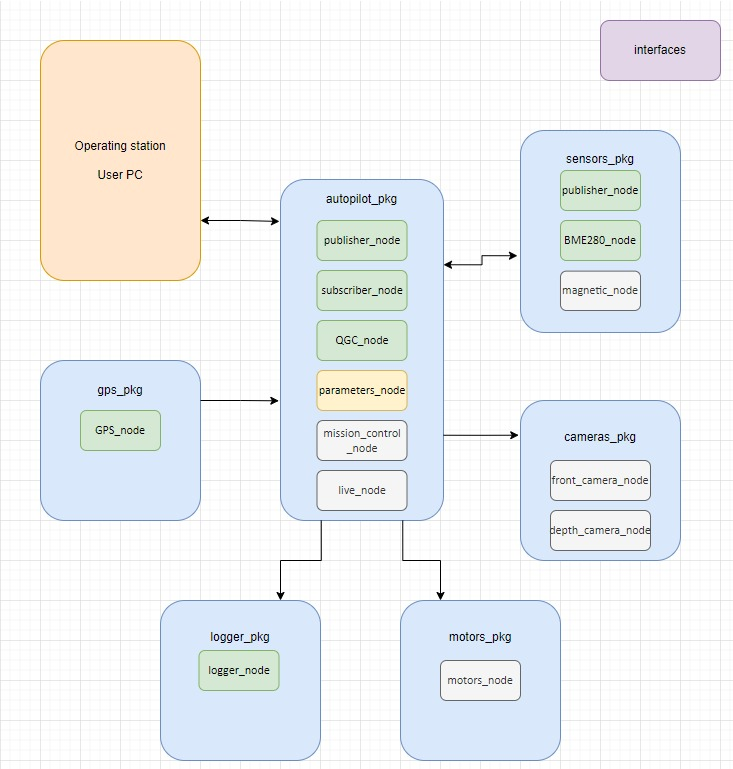 interfaces
Operating station
User PC
sensors_pkg
publisher_node
BME280_node
magnetic_node
autopilot_pkg
publisher_node
subscriber_node
QGC_node
parameters_node
mission_control
_node
live_node
gps_pkg
GPS_node
cameras_pkg
front_camera_node
depth_camera_node
logger_pkg
logger_node
motors_pkg
motors_node